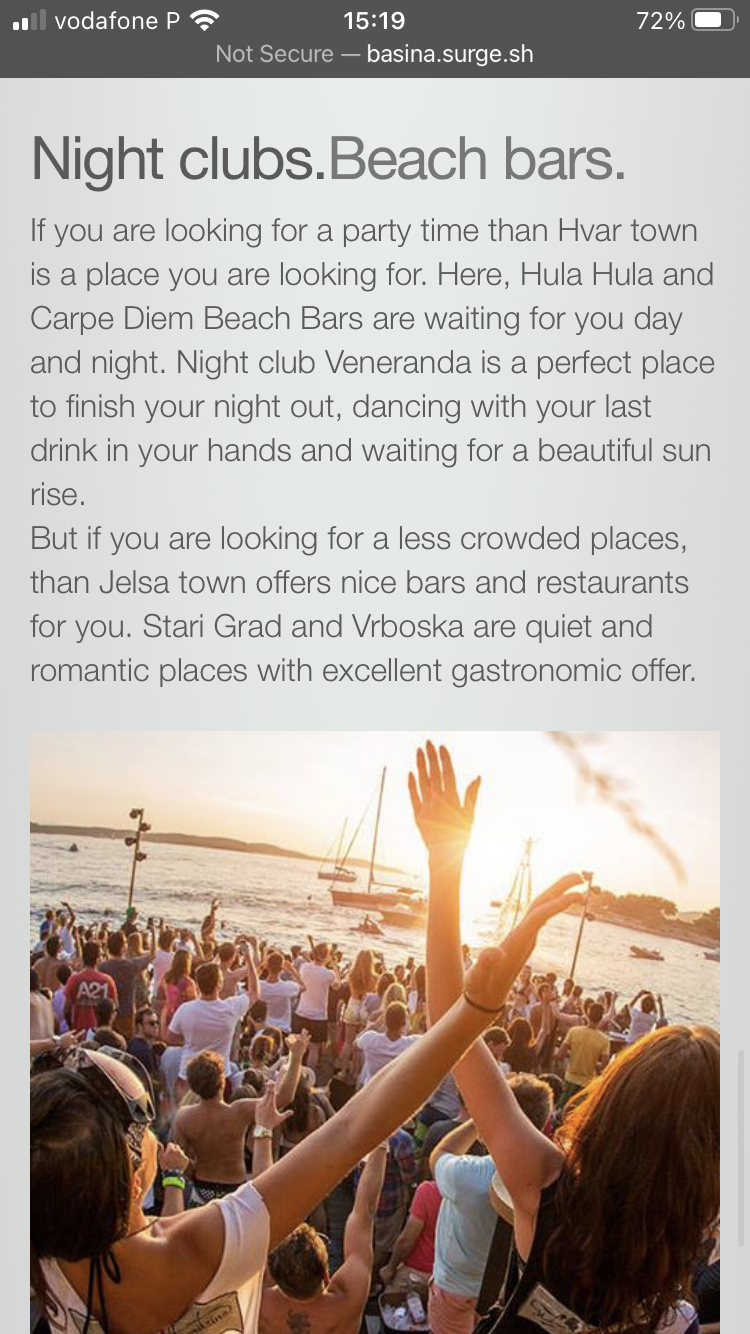 vodafone P 15:19 72%
Not Secure — basina.surge.sh
Night clubs.Beach bars.
If you are looking for a party time than Hvar town
is a place you are looking for. Here, Hula Hula and
Carpe Diem Beach Bars are waiting for you day
and night. Night club Veneranda is a perfect place
to finish your night out, dancing with your last
drink in your hands and waiting for a beautiful sun
rise.
But if you are looking for a less crowded places,
than Jelsa town offers nice bars and restaurants
for you. Stari Grad and Vrboska are quiet and
romantic places with excellent gastronomic offer.
A21